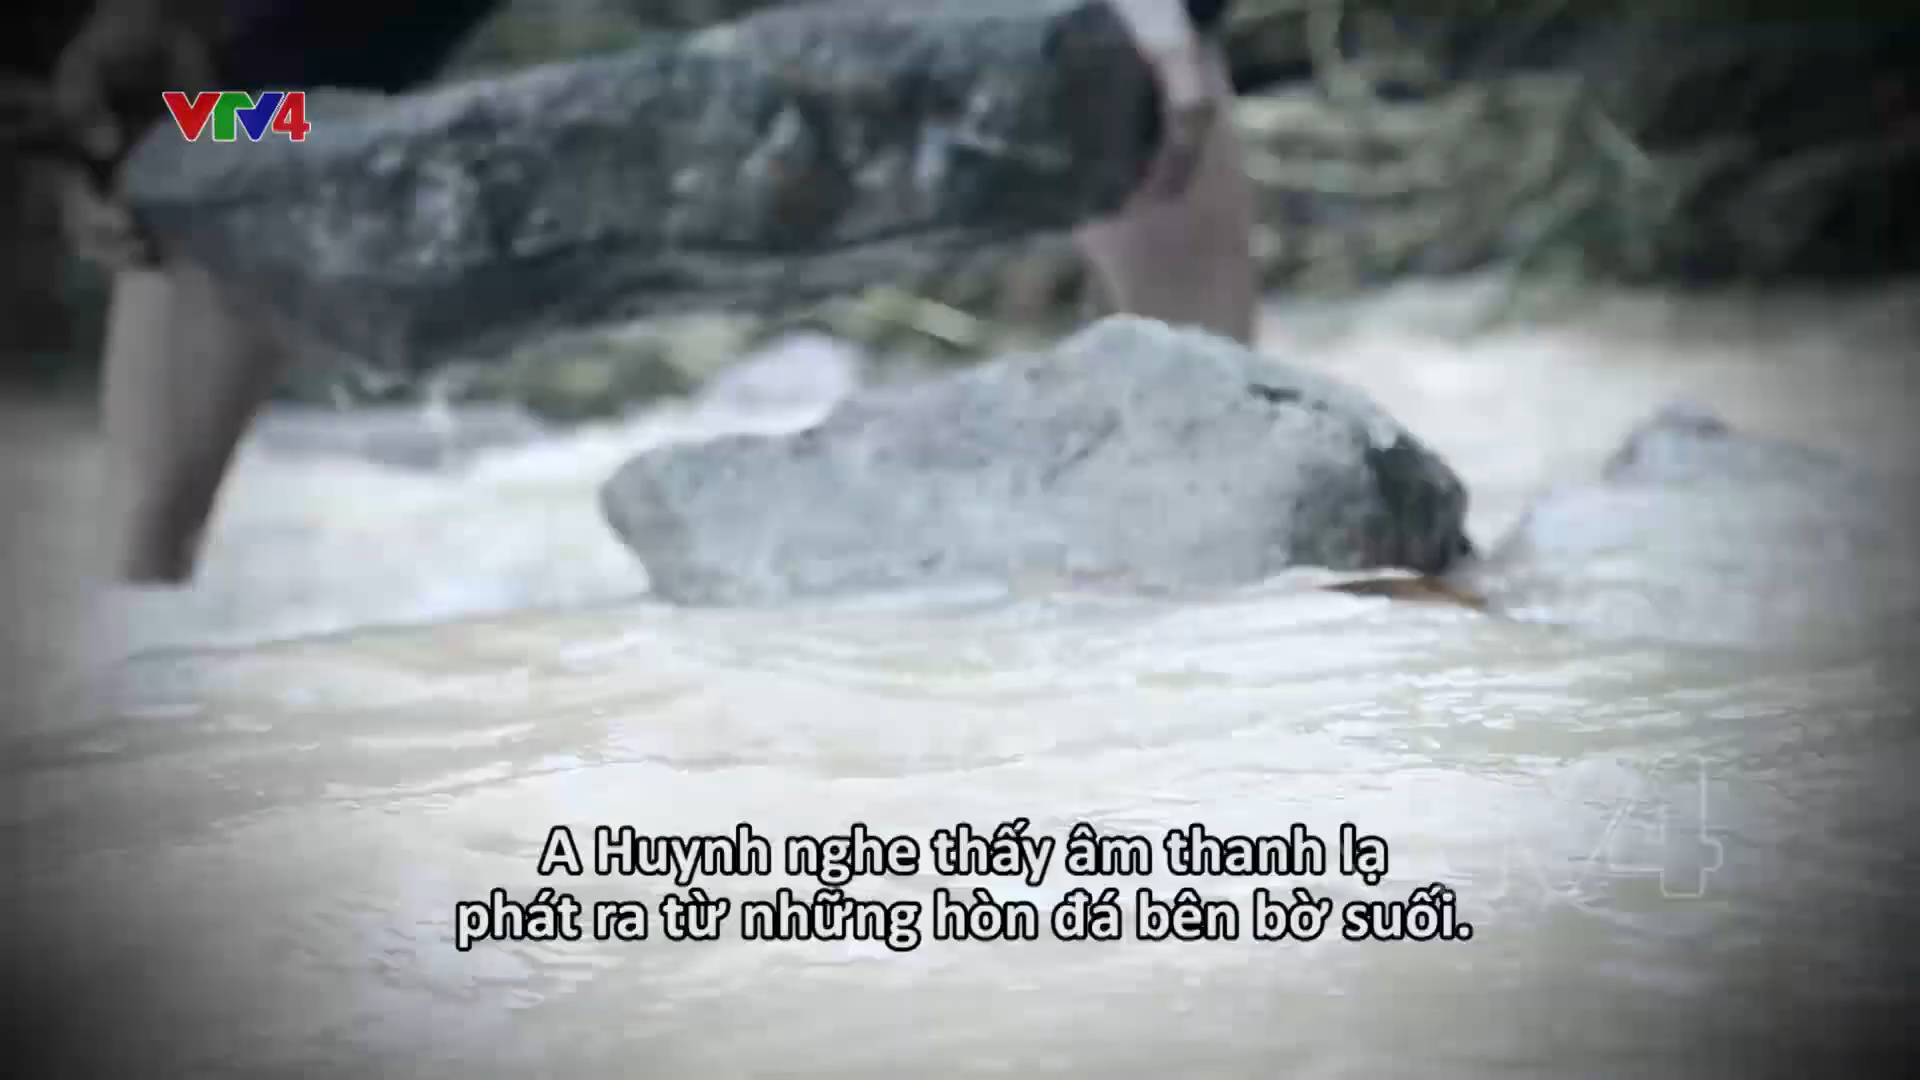 VTV4
A Huynh nghe thấy âm thanh lạ
phát ra từ những hòn đá bên bờ suối.